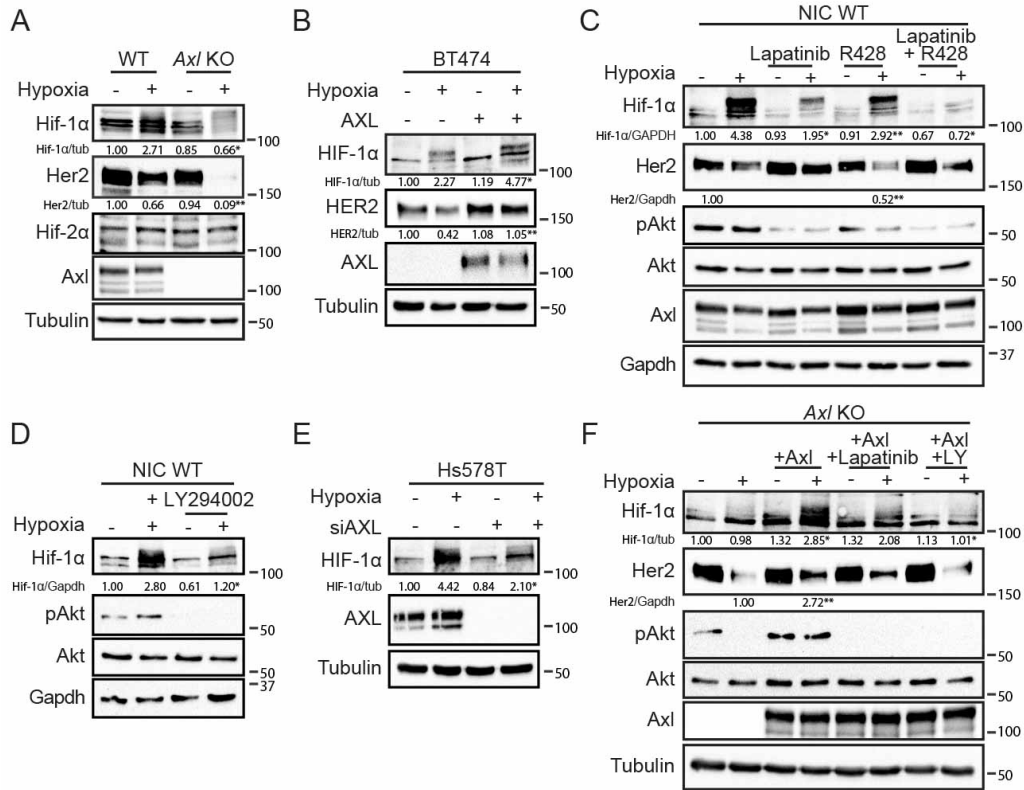 A
WT Axl KO
Hypoxia - + - +
Hif-1α
100
Hif-1α/tub 1.00 2.71 0.85 0.66*
Her2
150
Her2/tub 1.00 0.66 0.94 0.09**
Hif-2α
100
Axl
100
Tubulin 50
B
BT474
Hypoxia - + - +
AXL - - + +
HIF-1α
100
HIF-1α/tub 1.00 2.27 1.19 4.77*
HER2
150
HER2/tub 1.00 0.42 1.08 1.05**
AXL
100
Tubulin 50
C
NIC WT
Lapatinib R428 Lapatinib + R428
Hypoxia - + - + - + - +
Hif-1α
100
Hif-1α/GAPDH 1.00 4.38 0.93 1.95* 0.91 2.92** 0.67 0.72*
Her2
150
Her2/Gapdh 1.00 0.52**
pAkt
50
Akt
50
Axl
100
37
Gapdh
D
NIC WT
+ LY294002
Hypoxia - + - +
Hif-1α
100
Hif-1α/Gapdh 1.00 2.80 0.61 1.20*
pAkt
50
Akt
50
37
Gapdh
E
Hs578T
Hypoxia - + - +
siAXL - - + +
HIF-1α
100
HIF-1α/tub 1.00 4.42 0.84 2.10*
AXL
100
Tubulin
50
F
Axl KO
+Axl +Axl +Lapatinib +Axl +LY
Hypoxia - + - + - + - +
Hif-1α
100
Hif-1α/tub 1.00 0.98 1.32 2.85* 1.32 2.08 1.13 1.01*
Her2
150
Her2/Gapdh 1.00 2.72**
pAkt
50
Akt
50
Axl
100
Tubulin
50